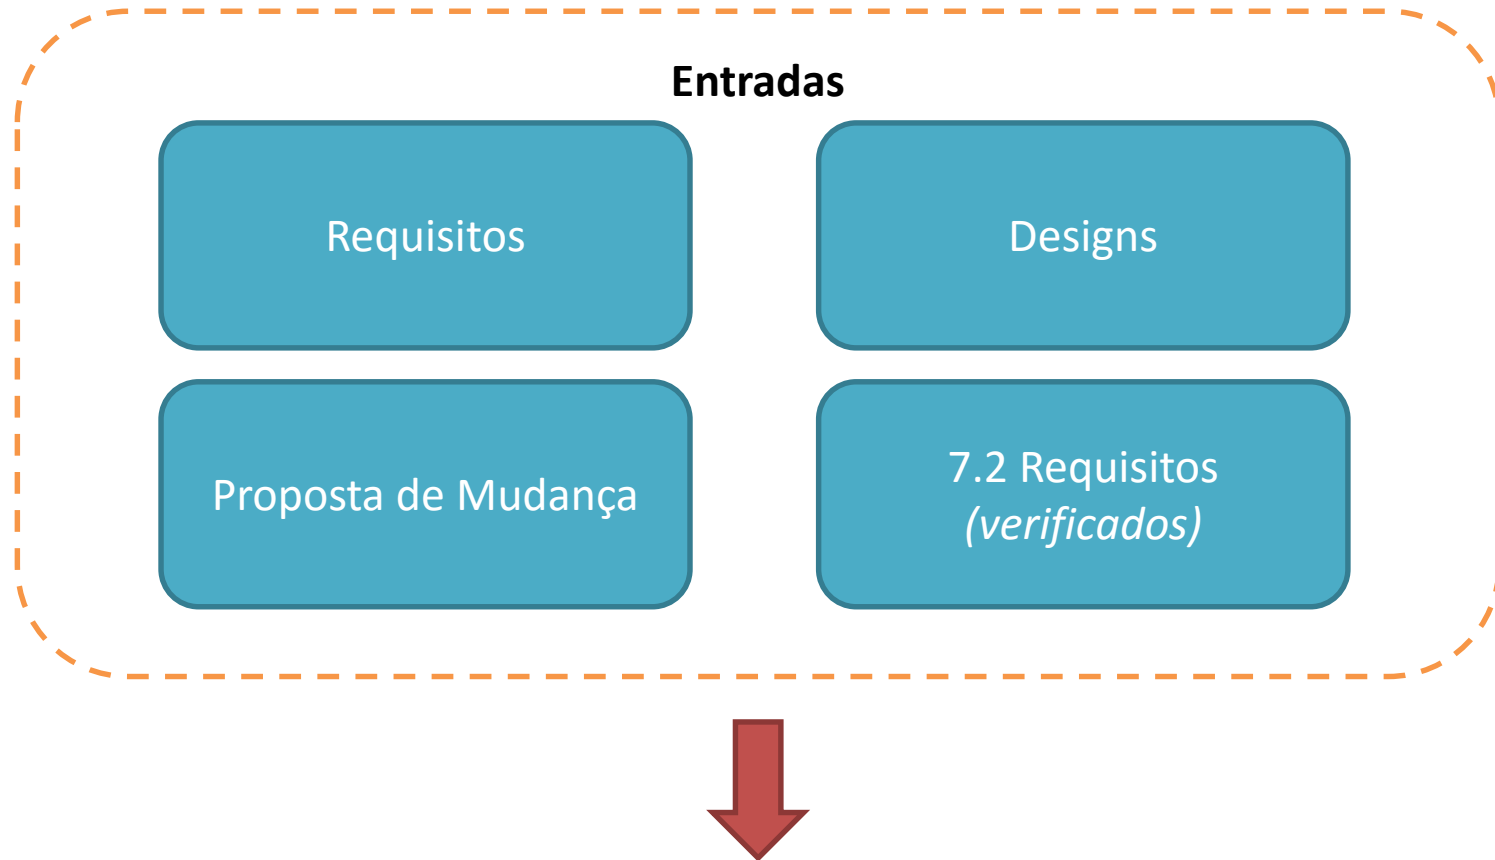 Entradas
Requisitos
Designs
Proposta de Mudança
7.2 Requisitos
(verificados)